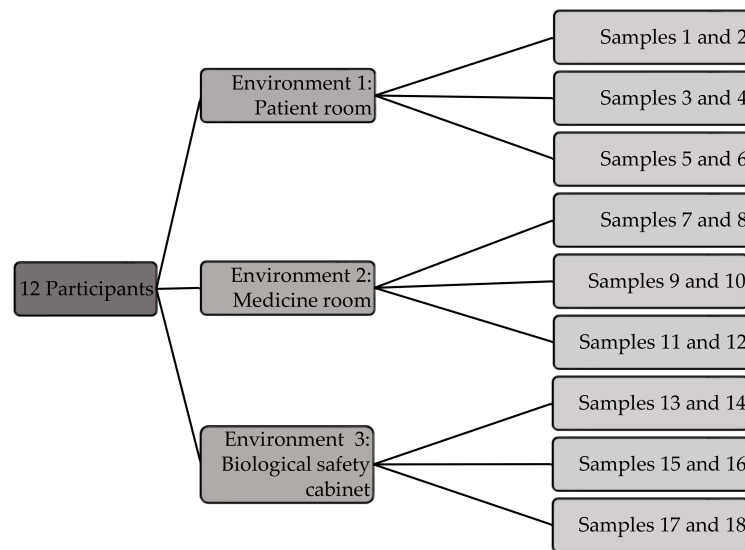 12 Participants
Environment 1:
Patient room
Environment 2:
Medicine room
Environment 3:
Biological safety
cabinet
Samples 1 and 2
Samples 3 and 4
Samples 5 and 6
Samples 7 and 8
Samples 9 and 10
Samples 11 and 12
Samples 13 and 14
Samples 15 and 16
Samples 17 and 18